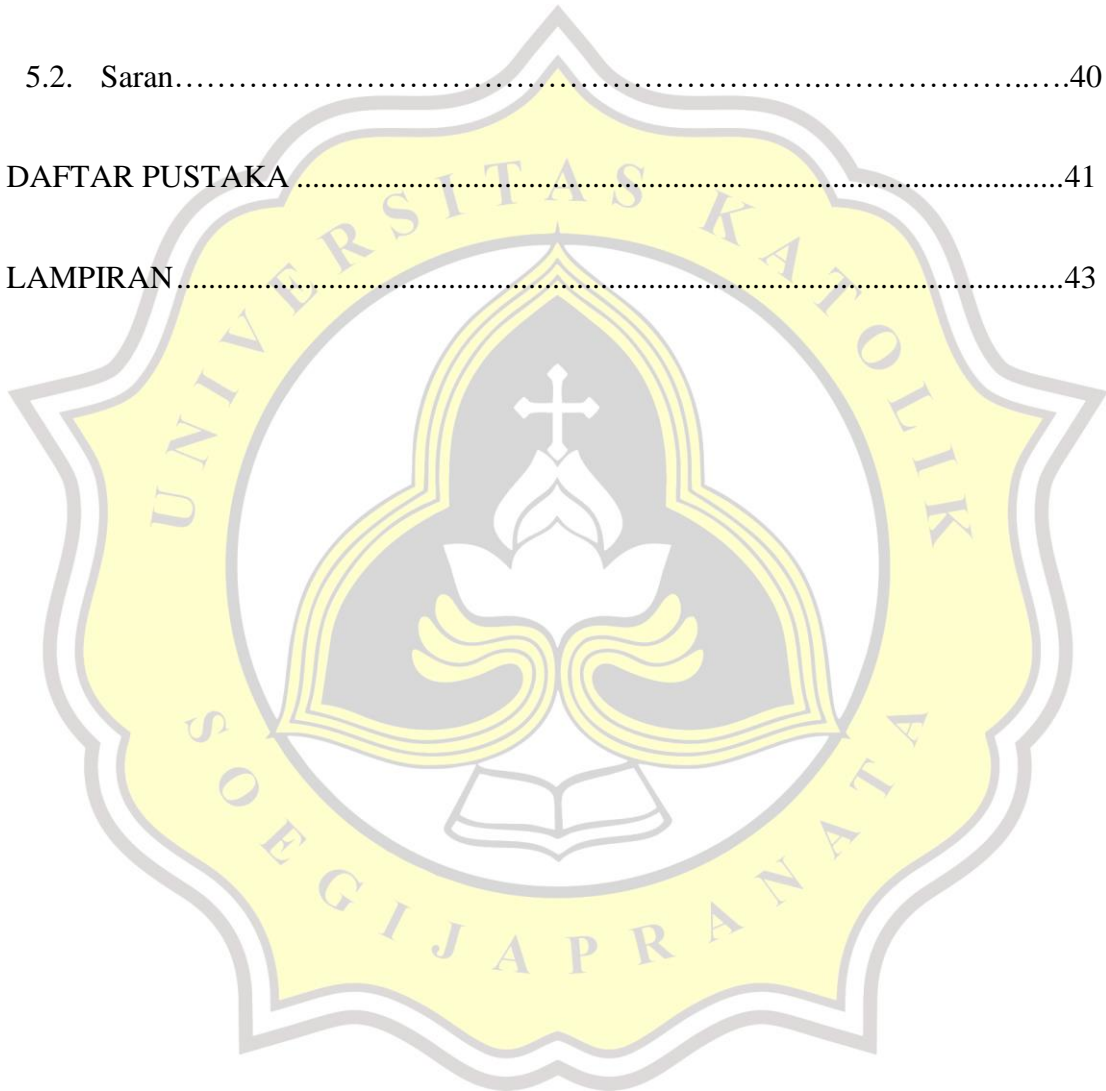 5.2. Saran……………………………………………………….…………………..….40
DAFTAR PUSTAKA ..........................................................................................41
LAMPIRAN........................................................................................................43
UNIVERSITAS KATOLIK
SOEGIJAPRANATA